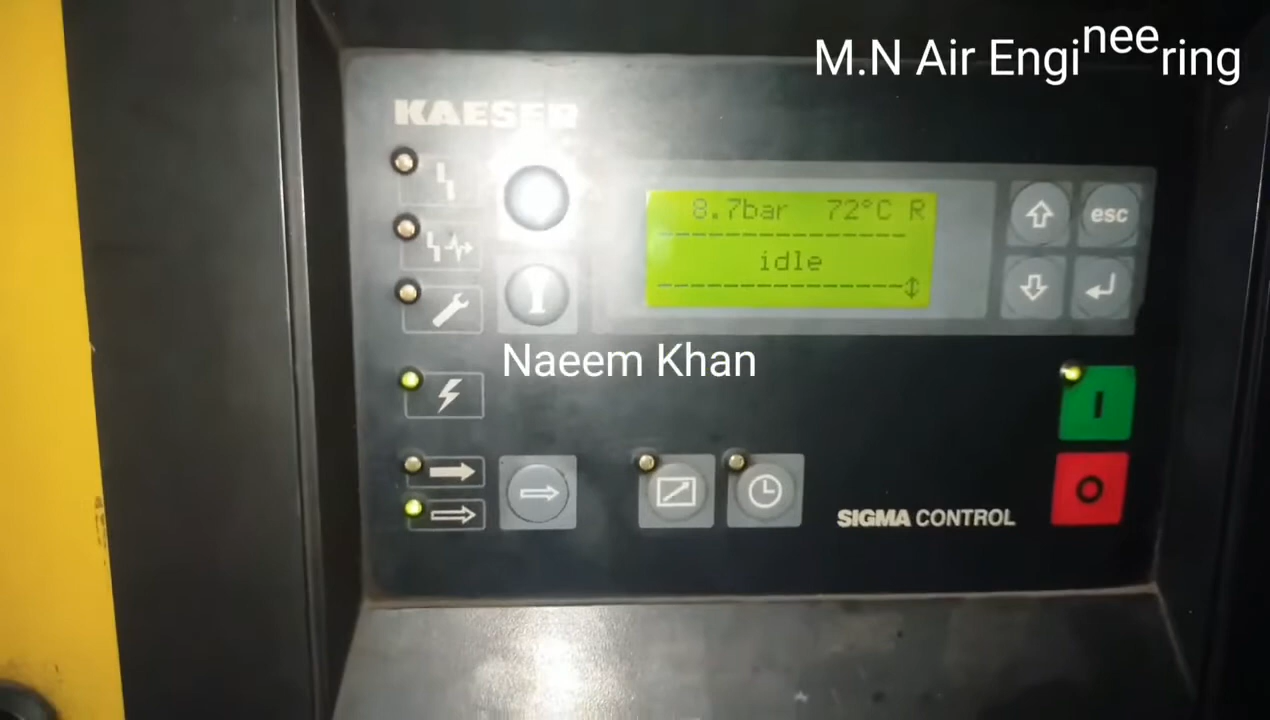 M.N Air Engineering
KAESER
8.7bar 72°C R
idle
esc
Naeem Khan
I
I
O
SIGMA CONTROL